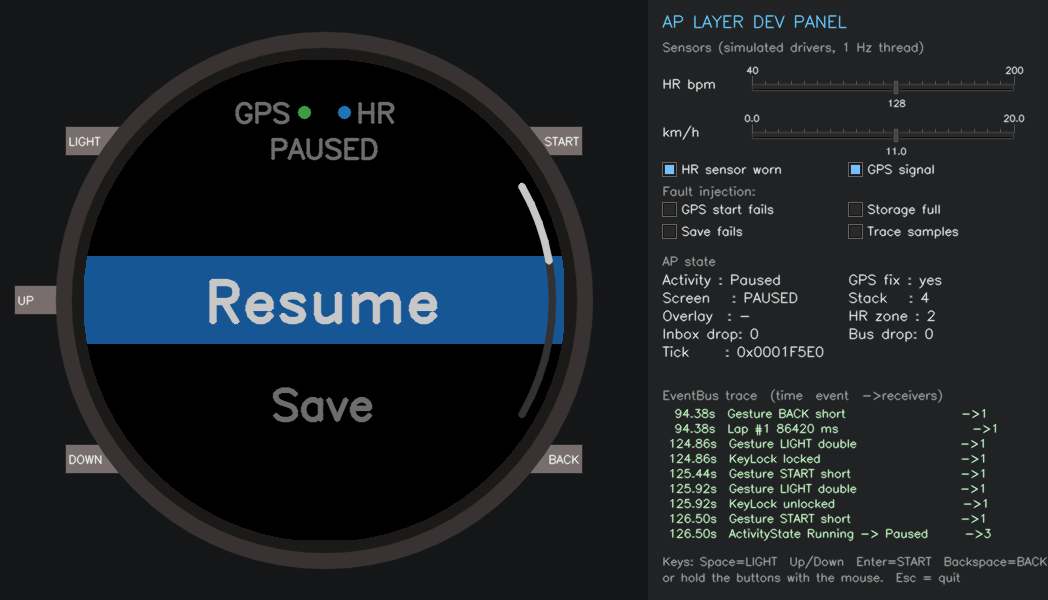 GPS HR
PAUSED
LIGHT
START
UP
Resume
Save
DOWN
BACK
AP LAYER DEV PANEL
Sensors (simulated drivers, 1 Hz thread)
40 200
HR bpm
128
0.0 20.0
km/h
11.0
HR sensor worn GPS signal
Fault injection:
GPS start fails Storage full
Save fails Trace samples
AP state
Activity : Paused GPS fix : yes
Screen : PAUSED Stack : 4
Overlay : - HR zone : 2
Inbox drop: 0 Bus drop: 0
Tick : 0x0001F5E0
EventBus trace (time event ->receivers)
94.38s Gesture BACK short ->1
94.38s Lap #1 86420 ms ->1
124.86s Gesture LIGHT double ->1
124.86s KeyLock locked ->1
125.44s Gesture START short ->1
125.92s Gesture LIGHT double ->1
125.92s KeyLock unlocked ->1
126.50s Gesture START short ->1
126.50s ActivityState Running -> Paused ->3
Keys: Space=LIGHT Up/Down Enter=START Backspace=BACK
or hold the buttons with the mouse. Esc = quit